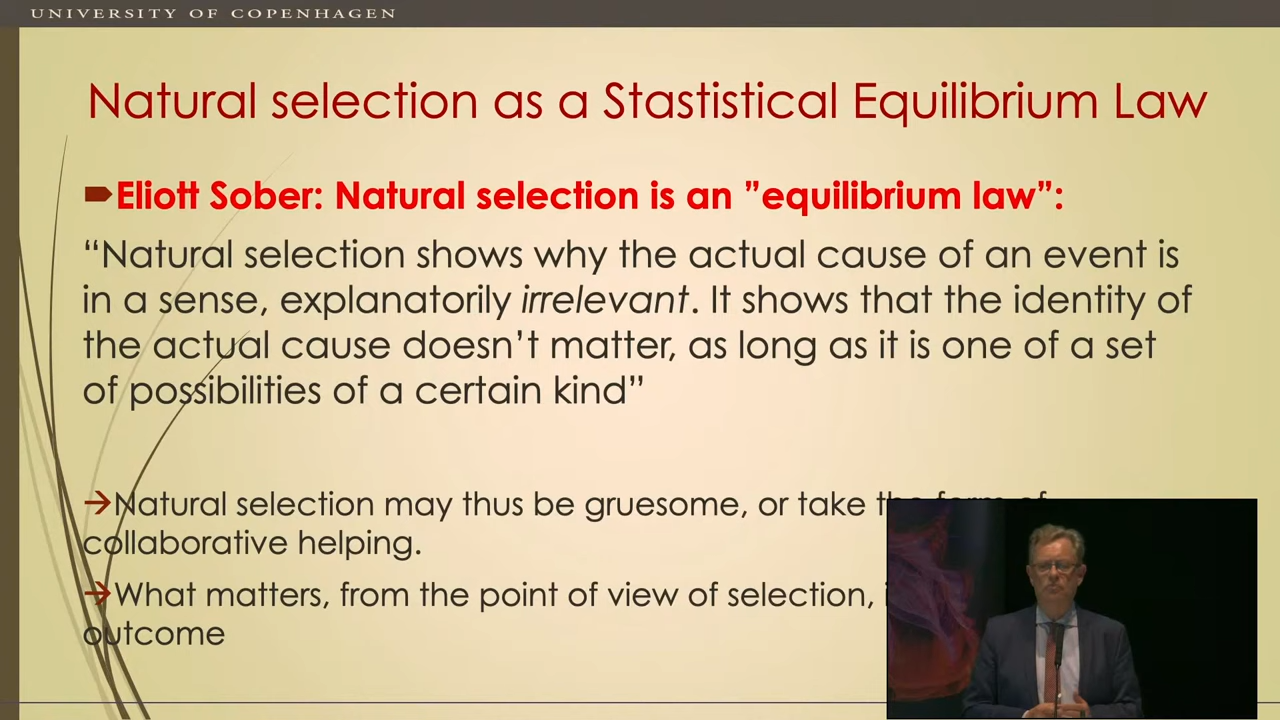 UNIVERSITY OF COPENHAGEN
Natural selection as a Stastistical Equilibrium Law
Eliott Sober: Natural selection is an ”equilibrium law”:
“Natural selection shows why the actual cause of an event is
in a sense, explanatorily irrelevant. It shows that the identity of
the actual cause doesn’t matter, as long as it is one of a set
of possibilities of a certain kind”
→Natural selection may thus be gruesome, or take the form of
collaborative helping.
→What matters, from the point of view of selection,
outcome